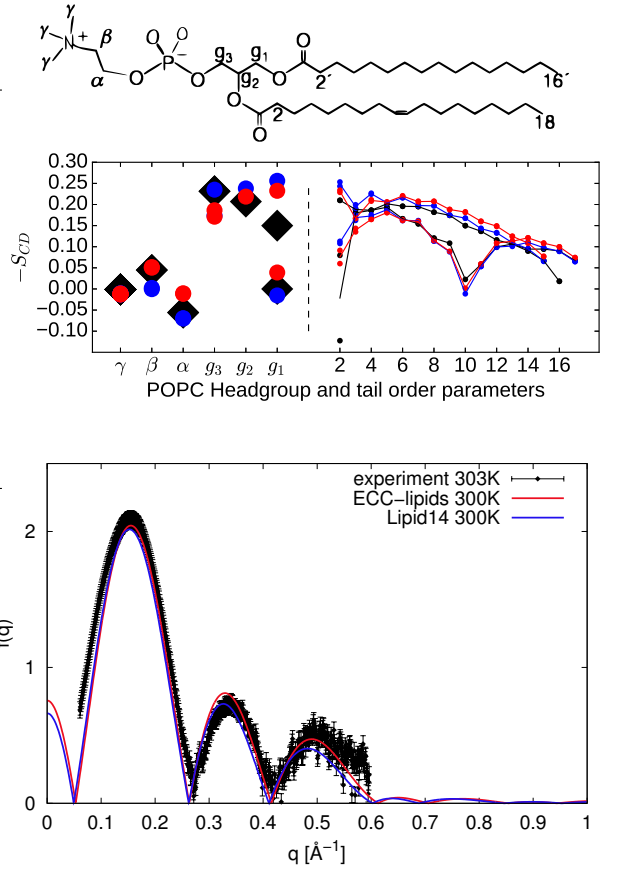 γ
γ N + β O O
γ α O P − O g₃ g₁ O O
g₂ 2´ 16´
O 2 18
O
0.30
0.25
0.20
0.15
0.10
0.05
0.00
−0.05
−0.10
−S_CD
γ β α g₃ g₂ g₁ 2 4 6 8 10 12 14 16
POPC Headgroup and tail order parameters
experiment 303K
ECC−lipids 300K
Lipid14 300K
2
1
0
0 0.1 0.2 0.3 0.4 0.5 0.6 0.7 0.8 0.9 1
q [Å⁻¹]